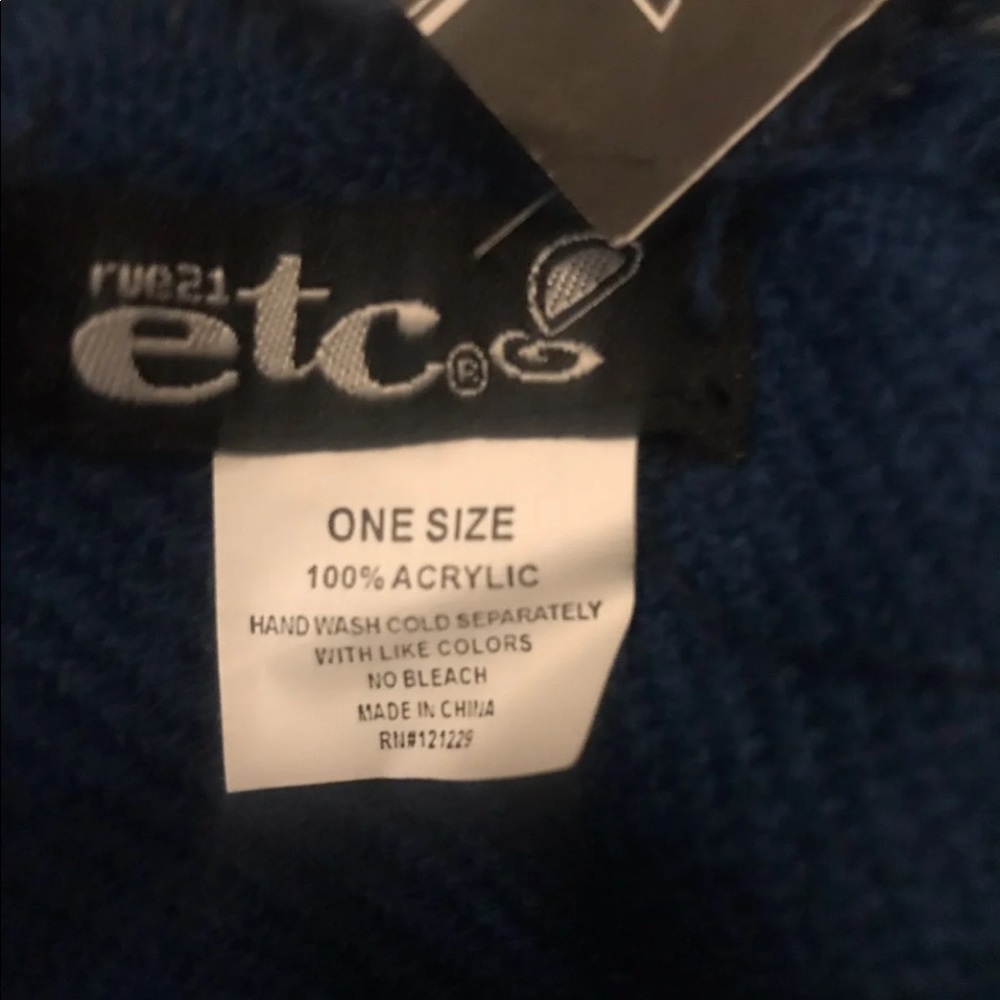 rue21
etc®
ONE SIZE
100% ACRYLIC
HAND WASH COLD SEPARATELY
WITH LIKE COLORS
NO BLEACH
MADE IN CHINA
RN#121229